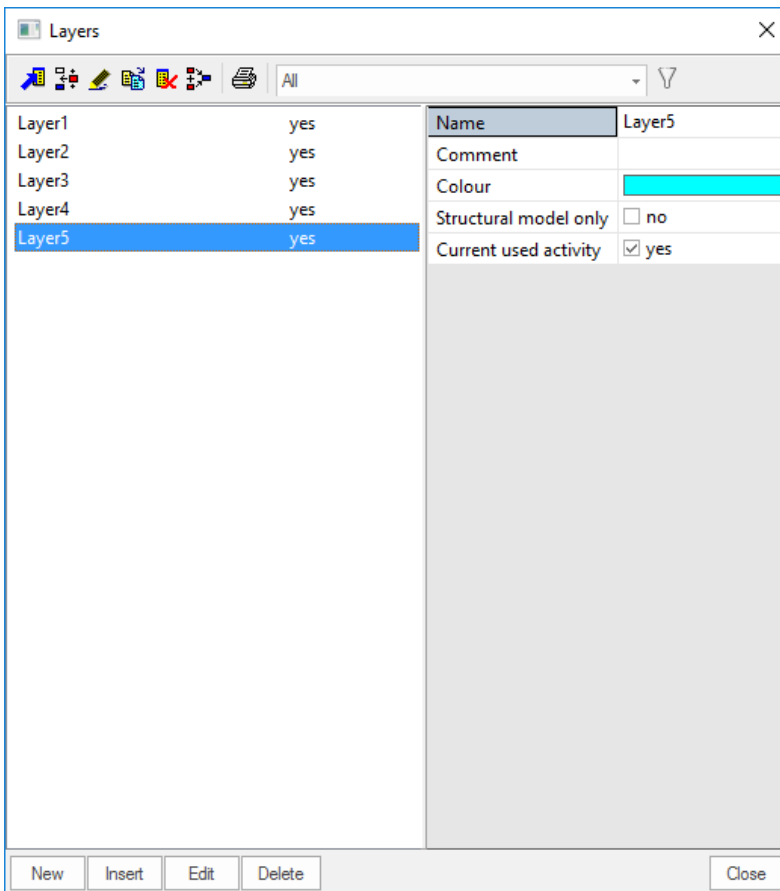 Layers
All
Layer1 yes
Layer2 yes
Layer3 yes
Layer4 yes
Layer5 yes
Name Layer5
Comment
Colour
Structural model only no
Current used activity yes
New Insert Edit Delete Close